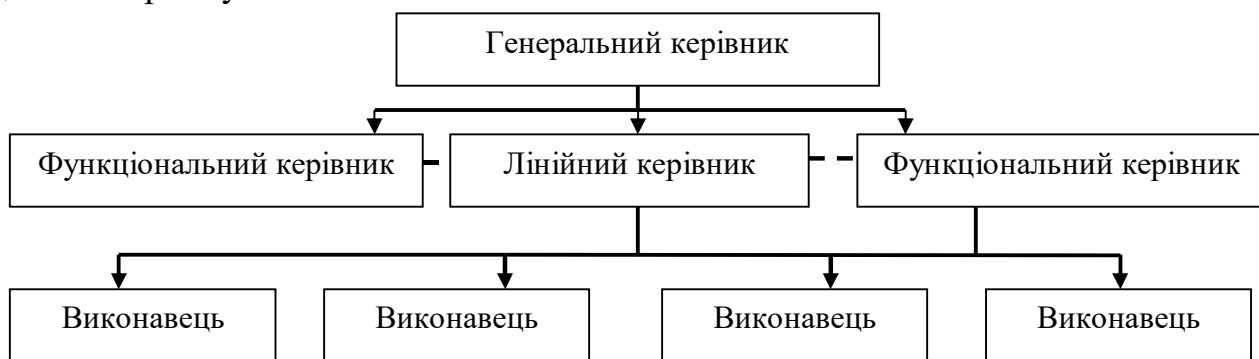 Генеральний керівник
Функціональний керівник Лінійний керівник Функціональний керівник
Виконавець Виконавець Виконавець Виконавець